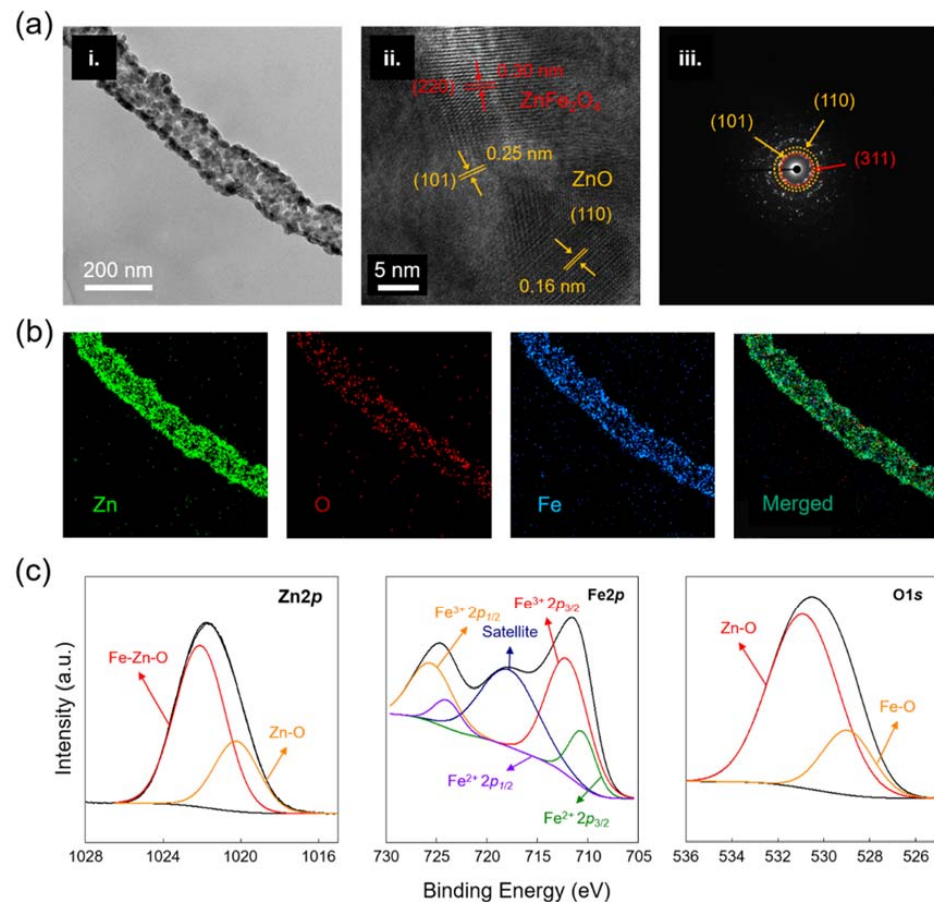 (a)
i.
200 nm
ii.
0.30 nm
(220)
ZnFe₂O₄
0.25 nm
(101)
ZnO
(110)
0.16 nm
5 nm
iii.
(110)
(101)
(311)
(b)
Zn
O
Fe
Merged
(c)
Intensity (a.u.)
Zn2p
Fe-Zn-O
Zn-O
1028 1024 1020 1016
Fe2p
Fe³⁺ 2p₁/₂
Fe³⁺ 2p₃/₂
Satellite
Fe²⁺ 2p₁/₂
Fe²⁺ 2p₃/₂
730 725 720 715 710 705
O1s
Zn-O
Fe-O
536 534 532 530 528 526
Binding Energy (eV)